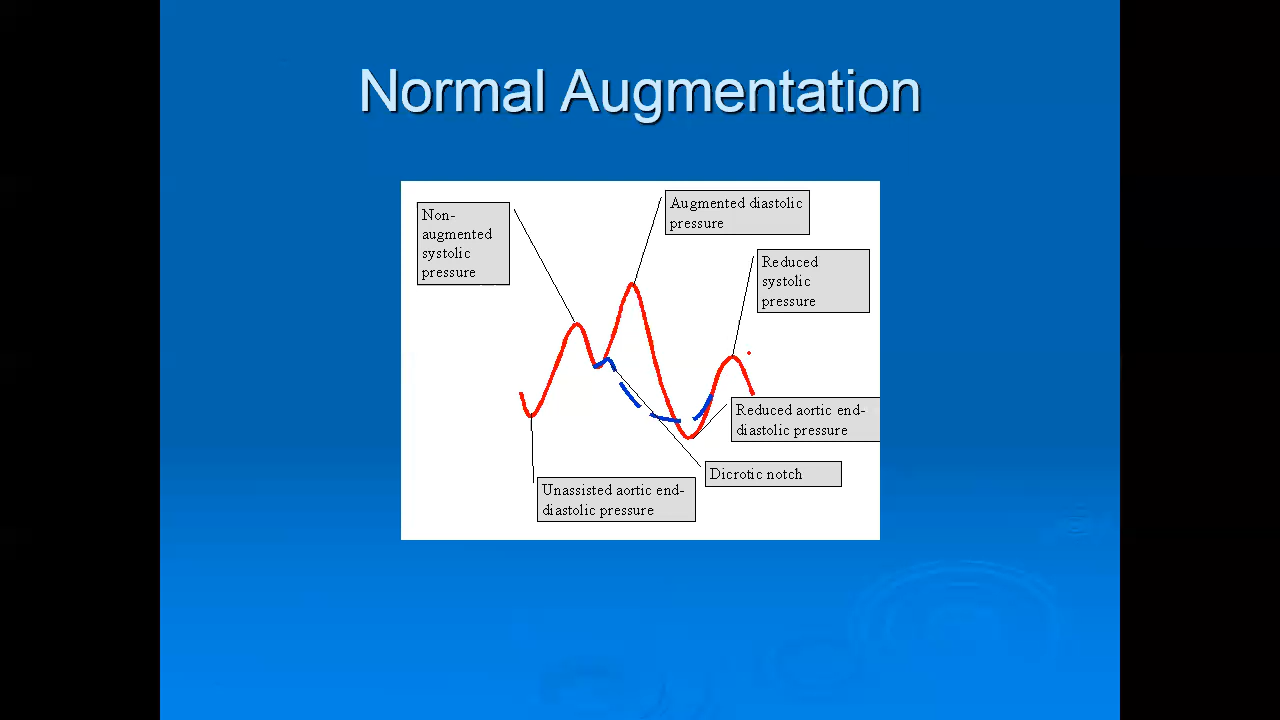 Normal Augmentation
Non-
augmented
systolic
pressure
Augmented diastolic
pressure
Reduced
systolic
pressure
Reduced aortic end-
diastolic pressure
Dicrotic notch
Unassisted aortic end-
diastolic pressure